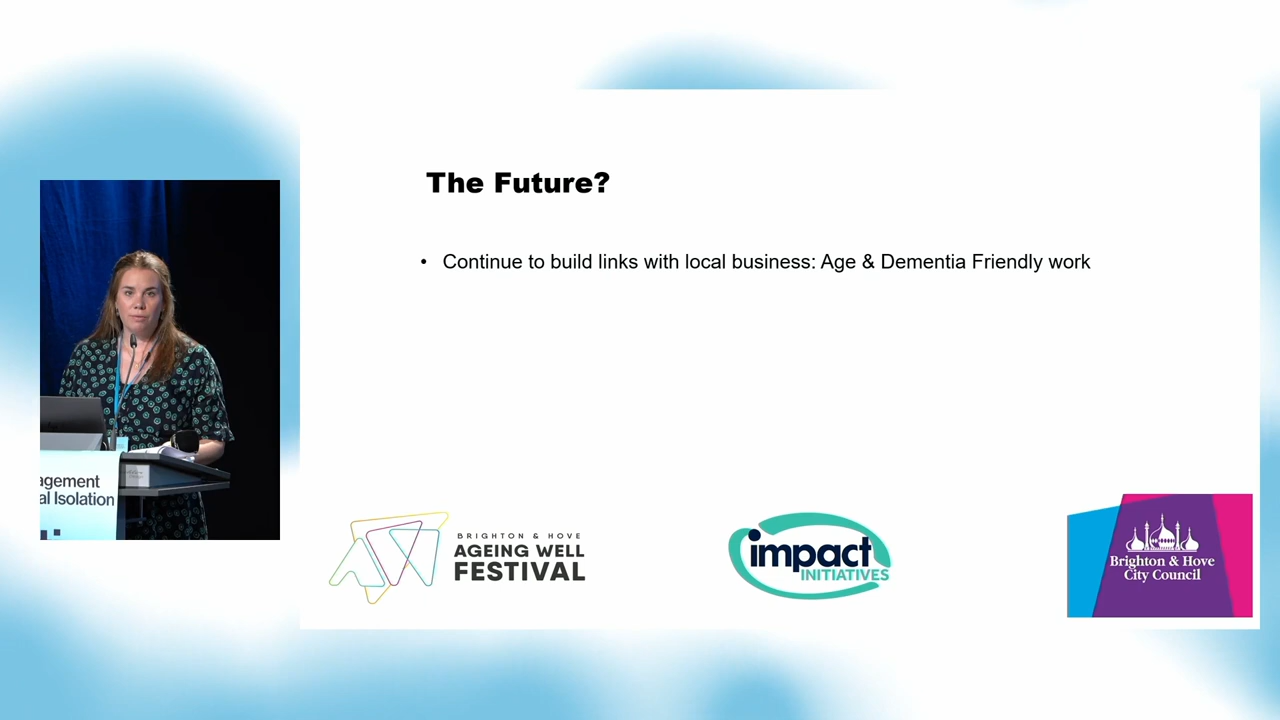 The Future?
• Continue to build links with local business: Age & Dementia Friendly work
agement
al Isolation
BRIGHTON & HOVE
AGEING WELL
FESTIVAL
impact
INITIATIVES
Brighton & Hove
City Council